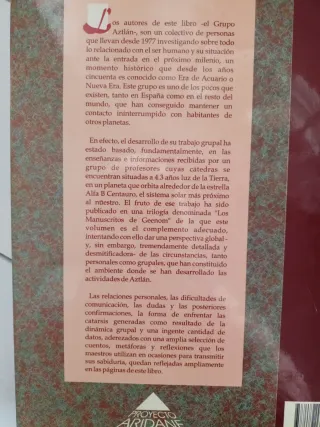 Los autores de este libro -el Grupo
Aztlán-, son un colectivo de personas
que llevan desde 1977 investigando sobre todo
lo relacionado con el ser humano y su situación
ante la entrada en el próximo milenio, un
momento histórico que desde los años
cincuenta es conocido como Era de Acuario o
Nueva Era. Este grupo es uno de los pocos que
existen, tanto en España como en el resto del
mundo, que han conseguido mantener un
contacto ininterrumpido con habitantes de
otros planetas.
En efecto, el desarrollo de su trabajo grupal ha
estado basado, fundamentalmente, en las
enseñanzas e informaciones recibidas por un
grupo de profesores cuyas cátedras se
encuentran situadas a 4,3 años luz de la Tierra,
en un planeta que orbita alrededor de la estrella
Alfa B Centauro, el sistema solar más próximo
al nuestro. El fruto de ese trabajo ha sido
publicado en una trilogía denominada "Los
Manuscritos de Geenom" de la que este
volumen es el complemento adecuado,
intentando con ello dar una perspectiva global -
y, sin embargo, tremendamente detallada y
desmitificadora- de las circunstancias, tanto
personales como grupales, que han constituido
el ambiente donde se han desarrollado las
actividades de Aztlán.
Las relaciones personales, las dificultades de
comunicación, las dudas y las posteriores
confirmaciones, la forma de enfrentar las
catarsis generadas como resultado de la
dinámica grupal y una ingente cantidad de
datos, aderezados con una amplia selección de
cuentos, metáforas y reflexiones que los
maestros utilizan en ocasiones para transmitir
su sabiduría, quedan reflejadas ampliamente
en las páginas de este libro.
PROYECTO
ARIDANE